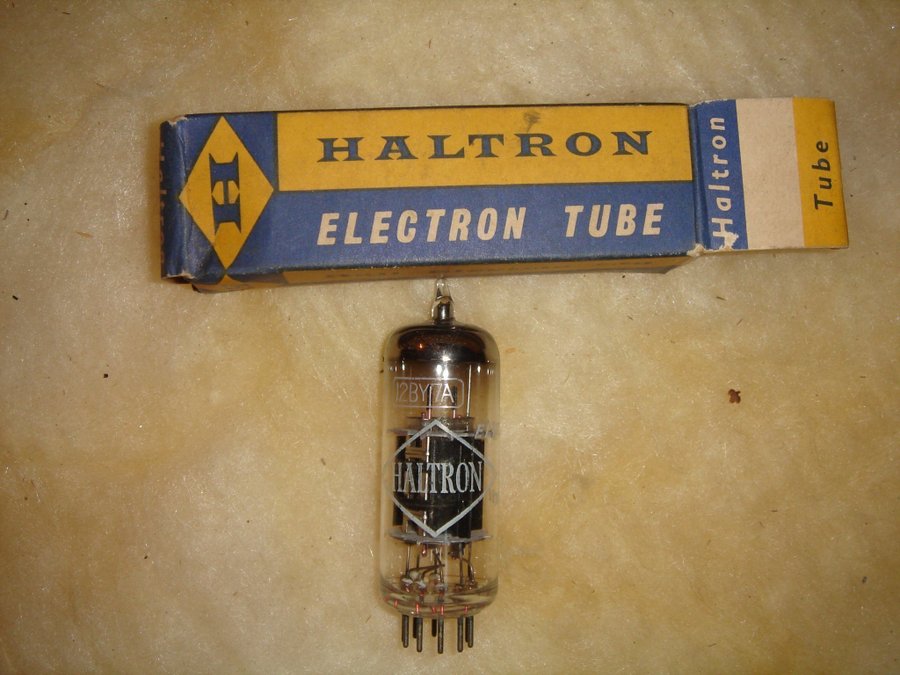 H
HALTRON
ELECTRON TUBE
Haltron
Tube
12BY7A
HALTRON